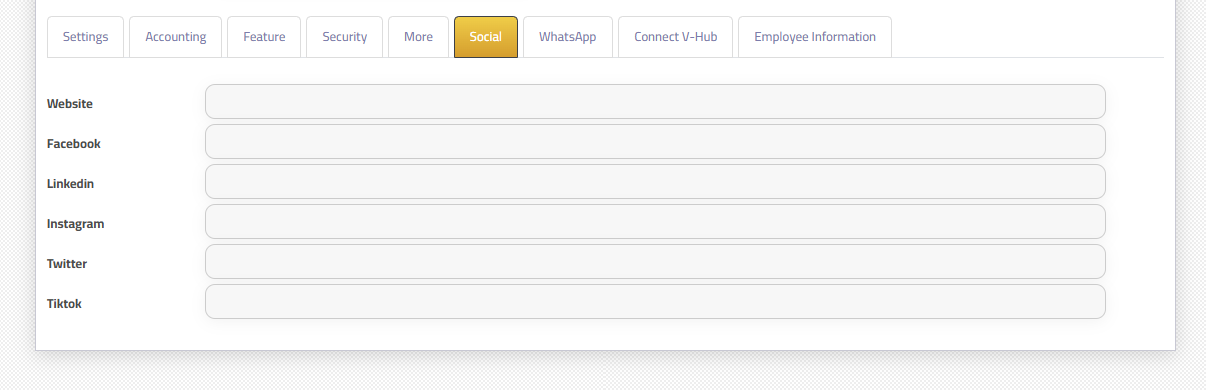 Settings Accounting Feature Security More Social WhatsApp Connect V-Hub Employee Information
Website
Facebook
Linkedin
Instagram
Twitter
Tiktok